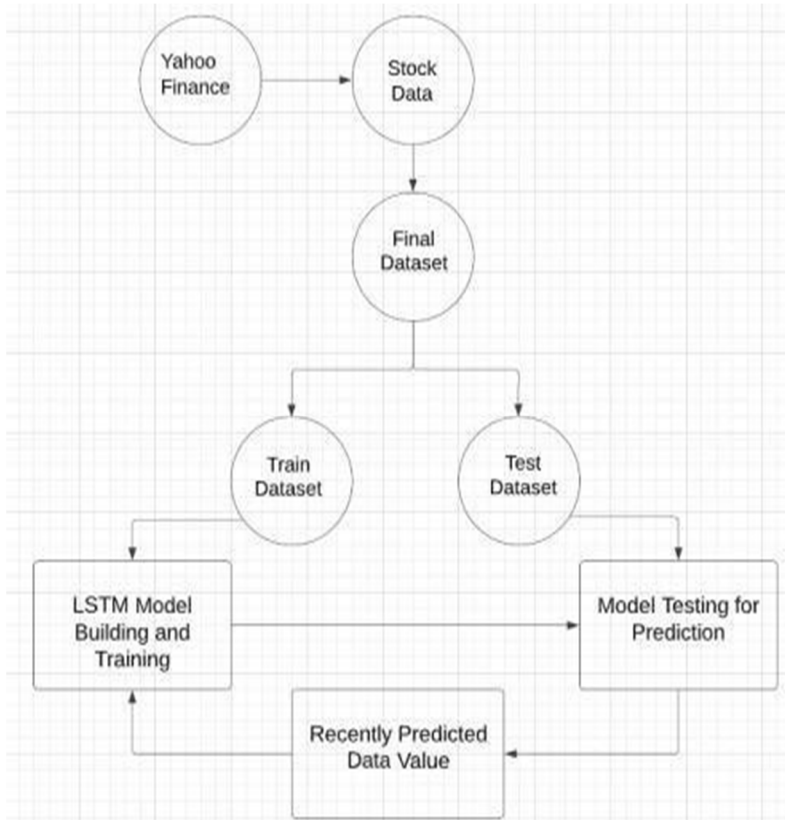 Yahoo
Finance
Stock
Data
Final
Dataset
Train
Dataset
Test
Dataset
LSTM Model
Building and
Training
Model Testing for
Prediction
Recently Predicted
Data Value